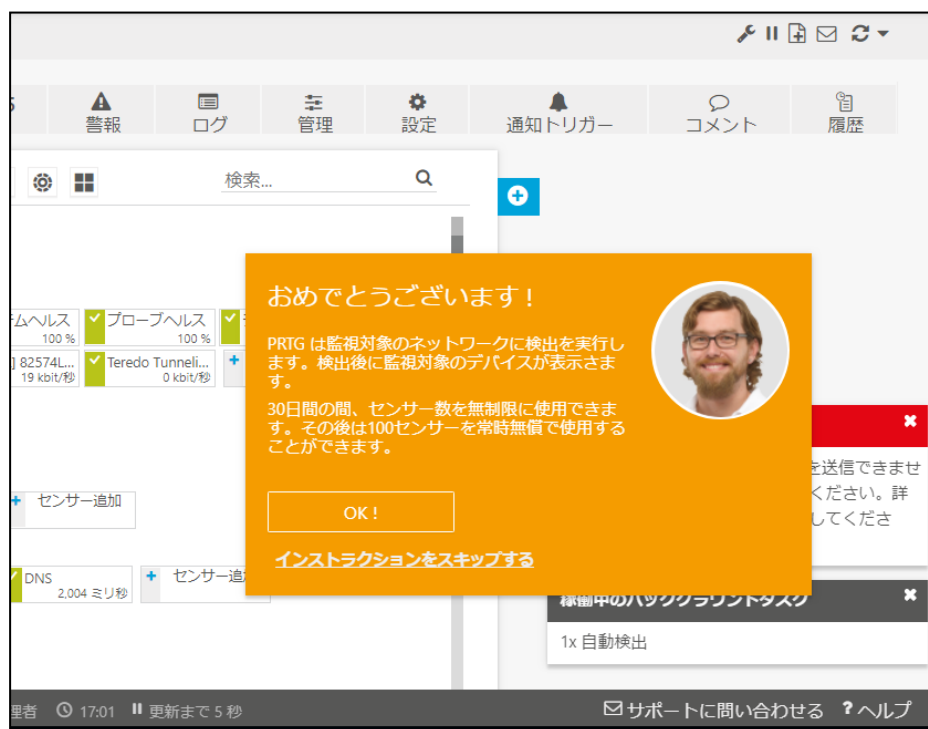 警報
ログ
管理
設定
通知トリガー
コメント
履歴
検索...
おめでとうございます!
PRTG は監視対象のネットワークに検出を実行し
ます。検出後に監視対象のデバイスが表示さま
す。
30日間の間、センサー数を無制限に使用できま
す。その後は100センサーを常時無償で使用する
ことができます。
OK !
インストラクションをスキップする
ムヘルス
100 %
プローブヘルス
100 %
] 82574L...
19 kbit/秒
Teredo Tunneli...
0 kbit/秒
センサー追加
DNS
2,004 ミリ秒
センサー追
を送信できませ
ください。詳
してくださ
稼働中のバックグラウンドタスク
1x 自動検出
理者
17:01
更新まで 5 秒
サポートに問い合わせる
?ヘルプ